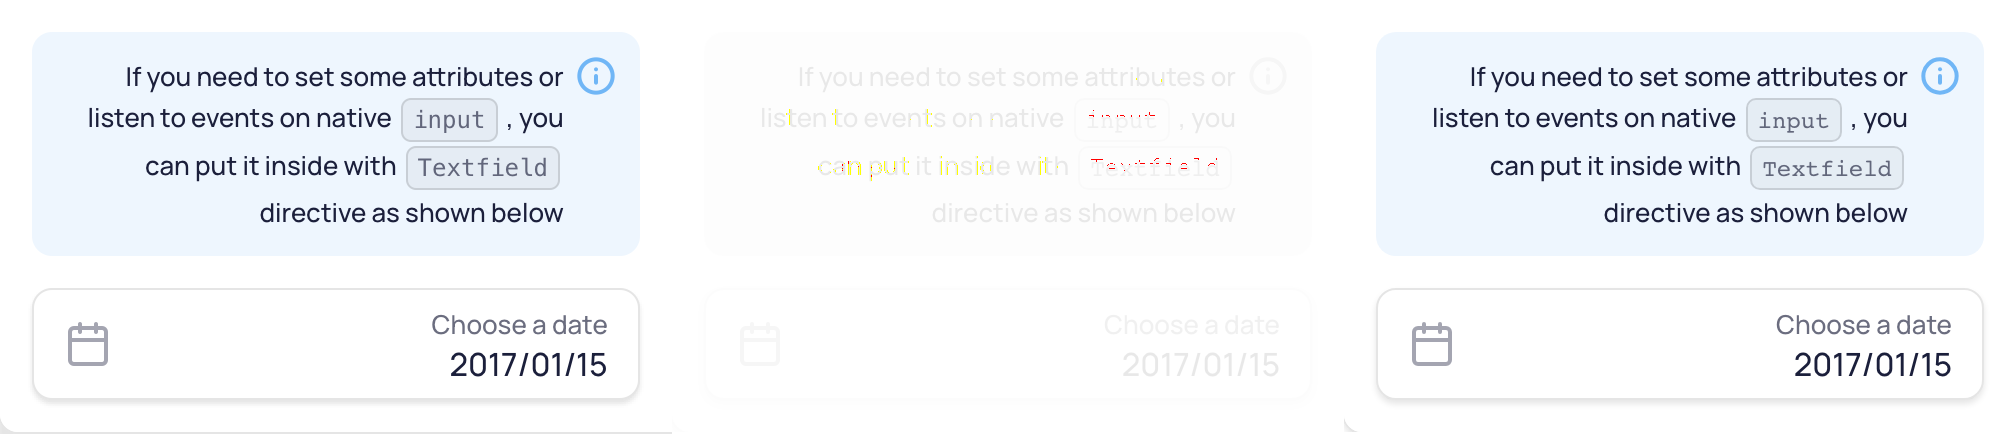 If you need to set some attributes or
listen to events on native input , you
can put it inside with Textfield
directive as shown below
Choose a date
2017/01/15
If you need to set some attributes or
listen to events on native input , you
can put it inside with Textfield
directive as shown below
Choose a date
2017/01/15
If you need to set some attributes or
listen to events on native input , you
can put it inside with Textfield
directive as shown below
Choose a date
2017/01/15